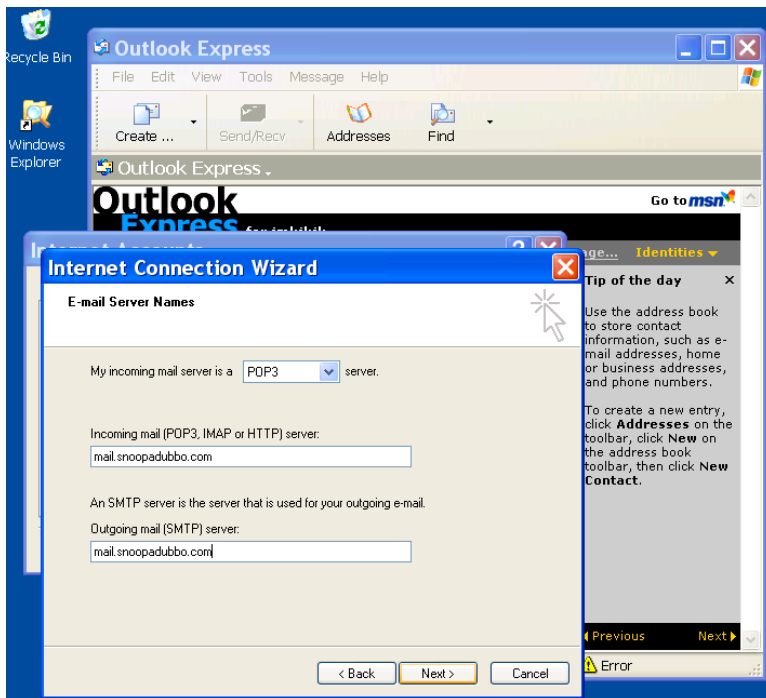 Recycle Bin
Windows
Explorer
Outlook Express
File Edit View Tools Message Help
Create ... Send/Recv Addresses Find
Outlook Express
Outlook
Express
Go to msn
Identities
Internet Accounts
Internet Connection Wizard
E-mail Server Names
My incoming mail server is a POP3 server.
Incoming mail (POP3, IMAP or HTTP) server:
mail.snoopadubbo.com
An SMTP server is the server that is used for your outgoing e-mail.
Outgoing mail (SMTP) server:
mail.snoopadubbo.com
< Back Next > Cancel
Tip of the day X
Use the address book
to store contact
information, such as e-
mail addresses, home
or business addresses,
and phone numbers.
To create a new entry,
click Addresses on the
toolbar, click New on
the address book
toolbar, then click New
Contact.
Previous Next
Error